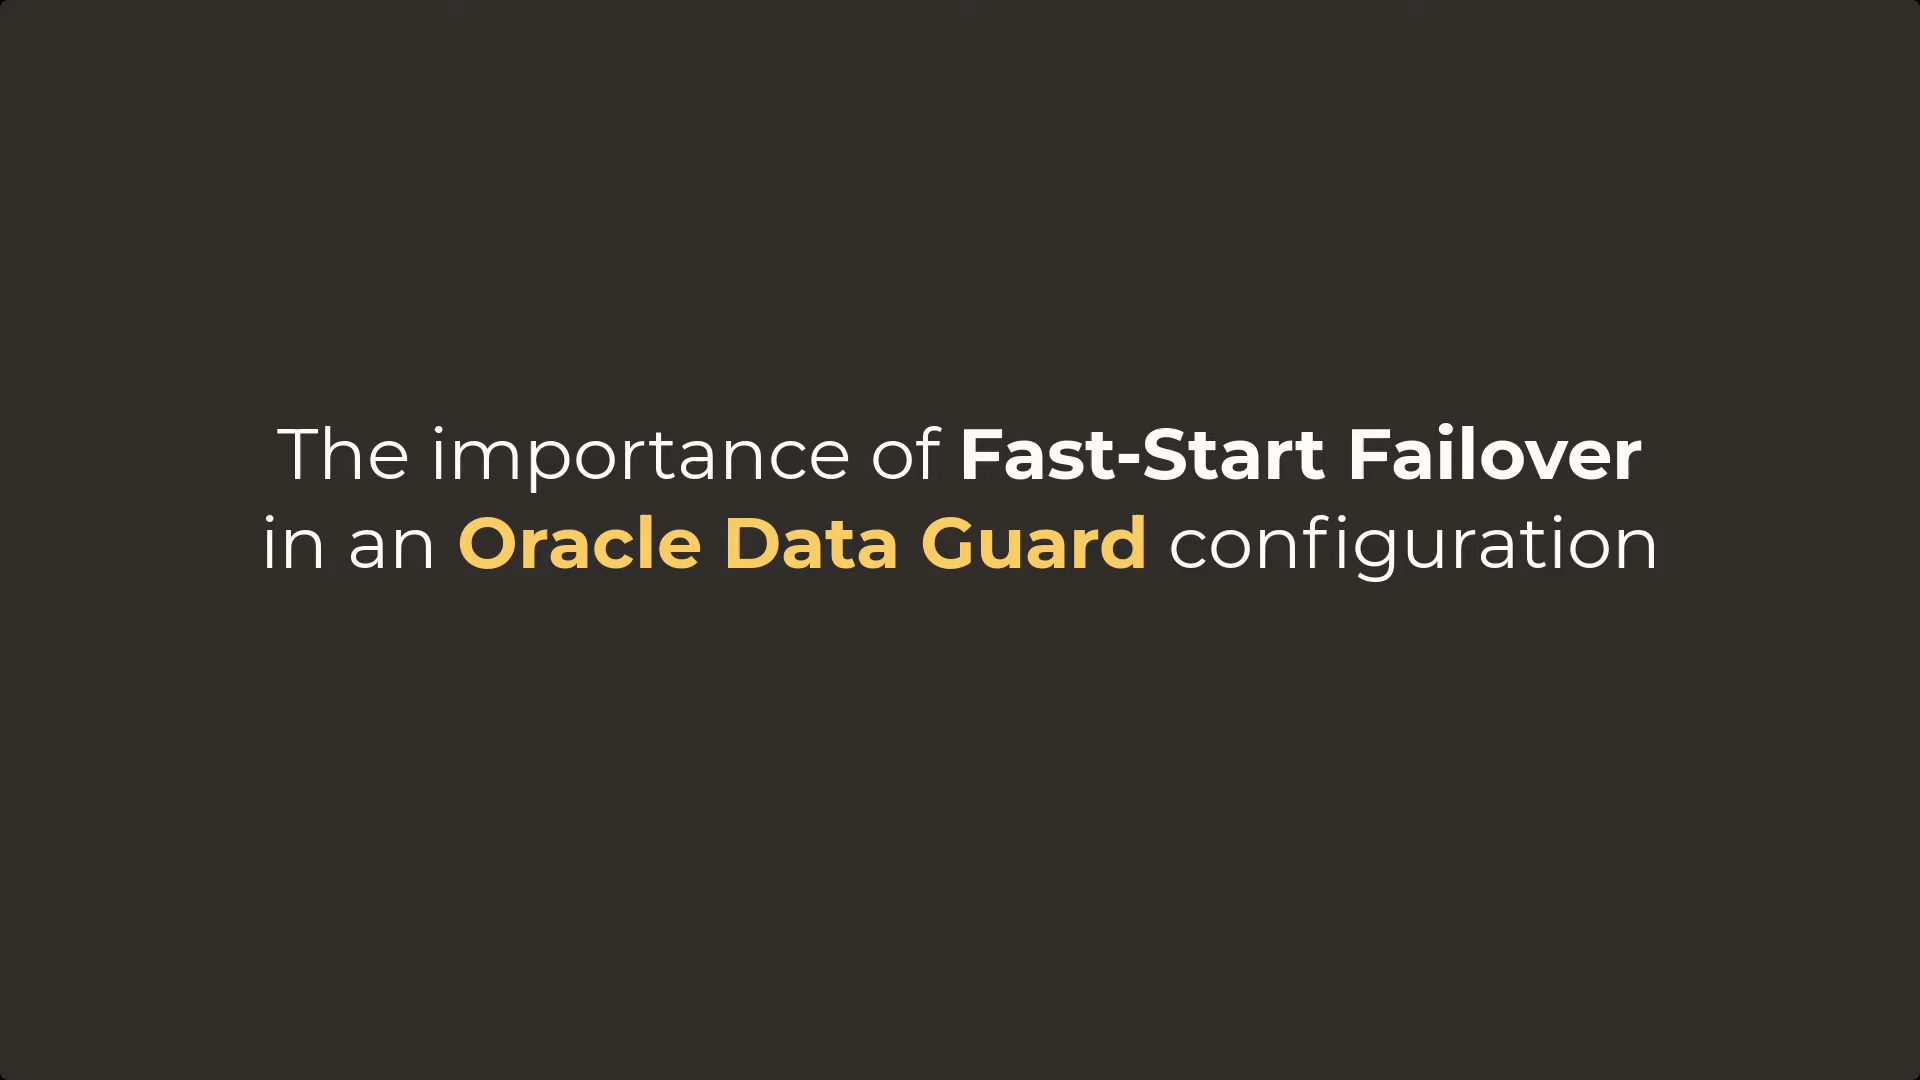 The importance of Fast-Start Failover
in an Oracle Data Guard configuration